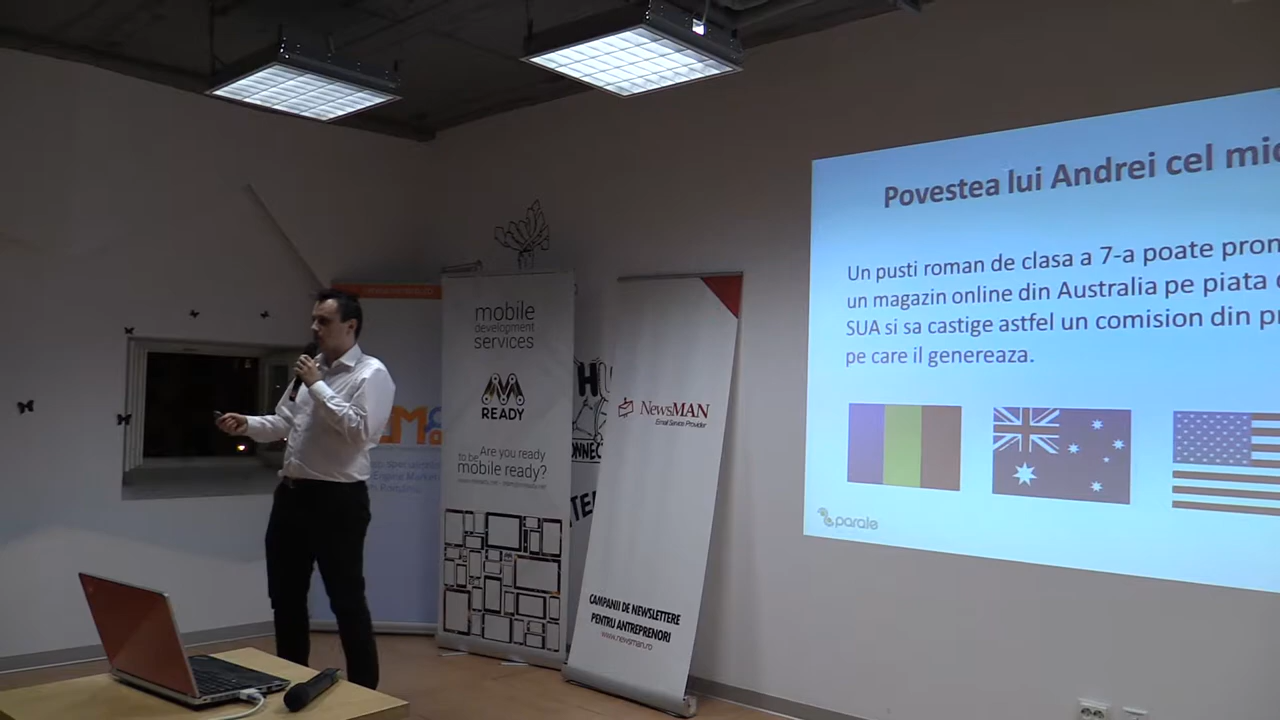 mobile
development
services
READY
Are you ready
to be
mobile ready?
NewsMAN
Email Service Provider
CAMPANII DE NEWSLETTERE
PENTRU ANTREPRENORI
www.newsman.ro
Povestea lui Andrei cel mic
Un pusti roman de clasa a 7-a poate
un magazin online din Australia pe piata
SUA si sa castige astfel un comision din
pe care il genereaza.
parale